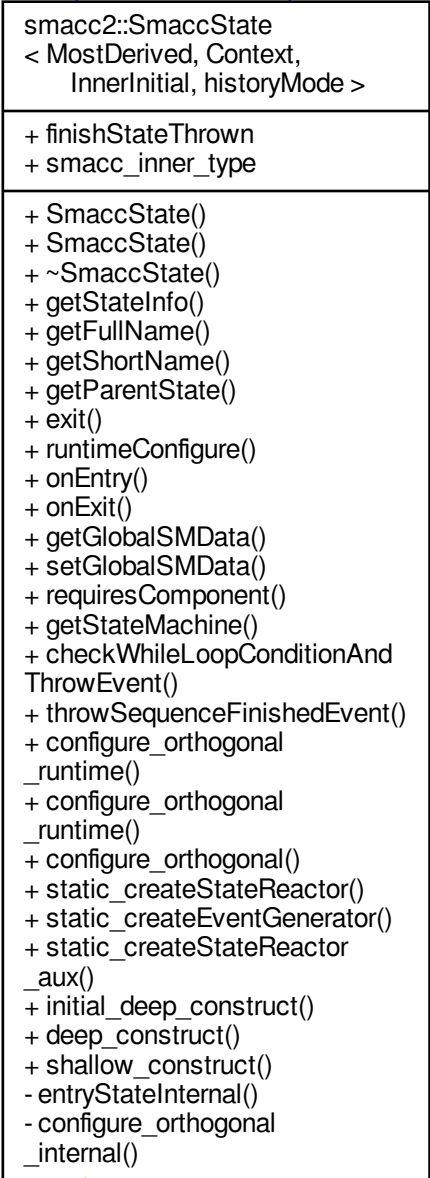 smacc2::SmaccState
< MostDerived, Context,
InnerInitial, historyMode >
+ finishStateThrown
+ smacc_inner_type
+ SmaccState()
+ SmaccState()
+ ~SmaccState()
+ getStateInfo()
+ getFullName()
+ getShortName()
+ getParentState()
+ exit()
+ runtimeConfigure()
+ onEntry()
+ onExit()
+ getGlobalSMData()
+ setGlobalSMData()
+ requiresComponent()
+ getStateMachine()
+ checkWhileLoopConditionAnd
ThrowEvent()
+ throwSequenceFinishedEvent()
+ configure_orthogonal
_runtime()
+ configure_orthogonal
_runtime()
+ configure_orthogonal()
+ static_createStateReactor()
+ static_createEventGenerator()
+ static_createStateReactor
_aux()
+ initial_deep_construct()
+ deep_construct()
+ shallow_construct()
- entryStateInternal()
- configure_orthogonal
_internal()